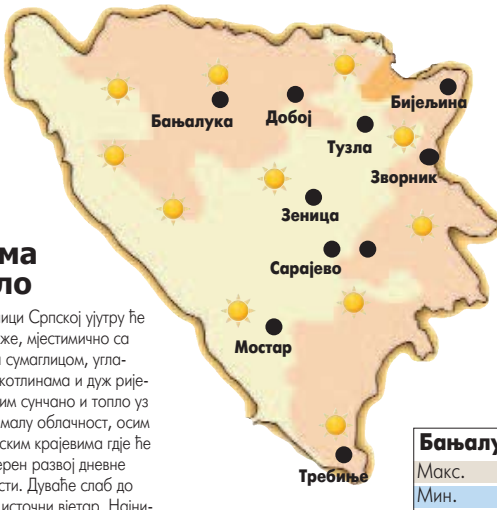 Бањалука
Добој
Бијељина
Тузла
Зворник
Зеница
Сарајево
Мостар
Требиње
ма
ло
ици Српској ујутру ће
же, мјестимично са
сумаглицом, угла-
котлинама и дуж рије-
им сунчано и топло уз
малу облачност, осим
ским крајевима гдје ће
ерен развој дневне
сти. Дуваће слаб до
источни вјетар. Најни-
Бањалу
Макс.
Мин.